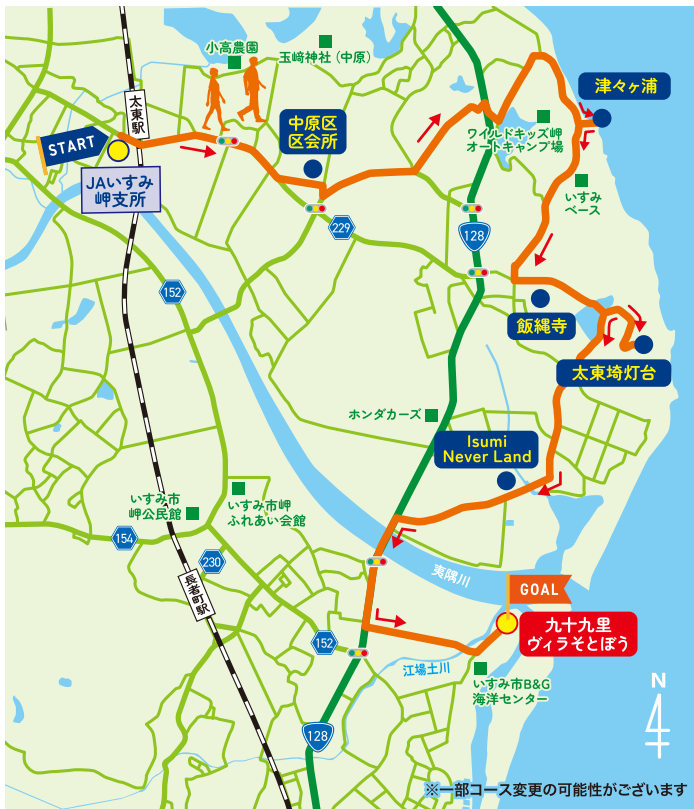 小高農園
玉﨑神社（中原）
津々ヶ浦
太東駅
START
中原区
区会所
ワイルドキッズ岬
オートキャンプ場
JAいすみ
岬支所
いすみ
ベース
229
128
152
飯縄寺
太東埼灯台
ホンダカーズ
Isumi
Never Land
いすみ市
岬公民館
いすみ市岬
ふれあい会館
154
230
長者町駅
夷隅川
GOAL
九十九里
ヴィラそとぼう
152
江場土川
いすみ市B&G
海洋センター
N
128
※一部コース変更の可能性がございます